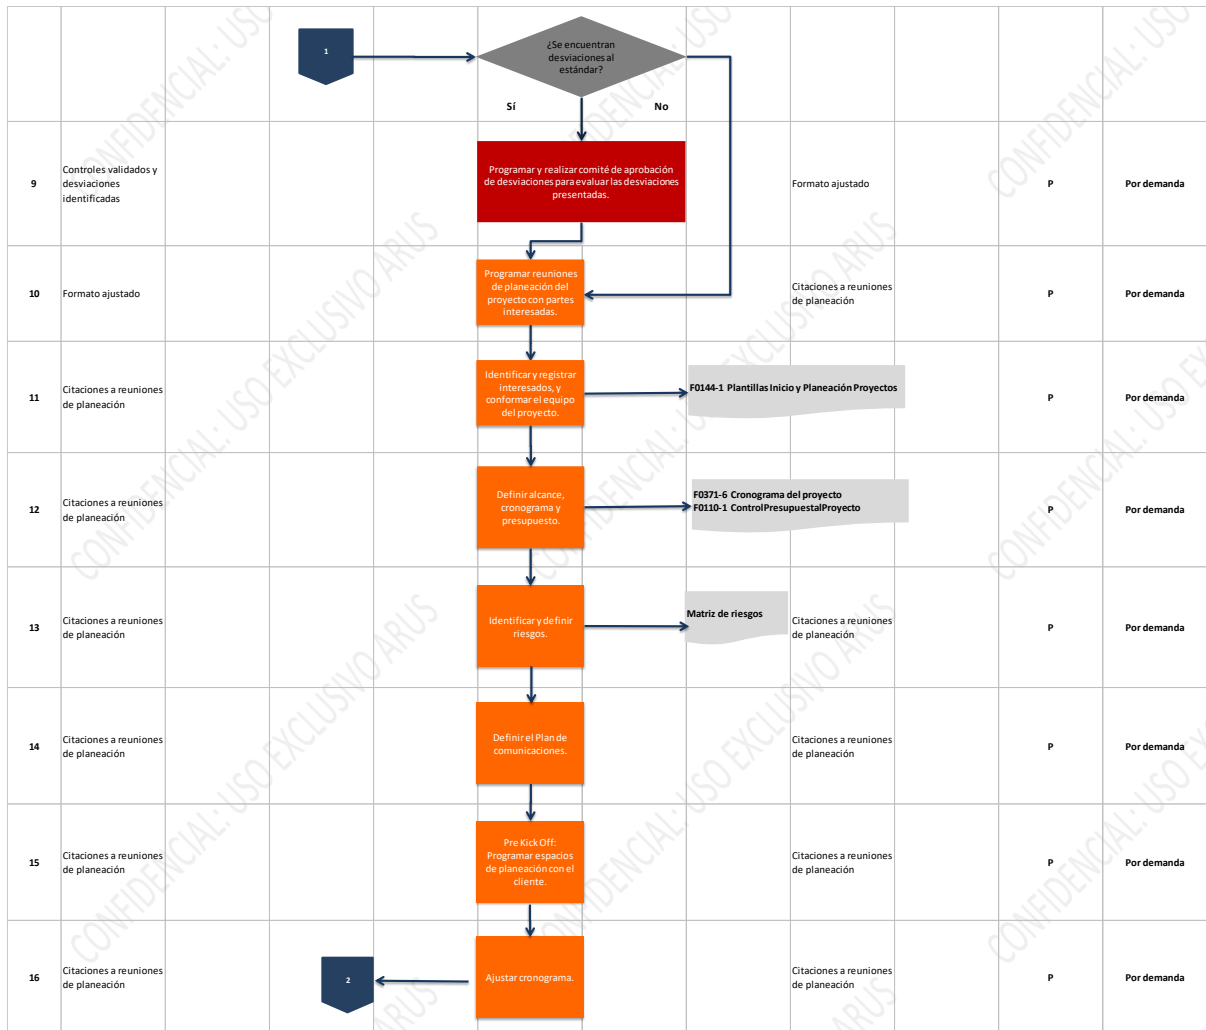 1
¿Se encuentran
desviaciones al
estándar?
Sí
No
9
Controles validados y
desviaciones
identificadas
Programar y realizar comité de aprobación
de desviaciones para evaluar las desviaciones
presentadas.
Formato ajustado
P
Por demanda
10
Formato ajustado
Programar reuniones
de planeación del
proyecto con partes
interesadas.
Citaciones a reuniones
de planeación
P
Por demanda
11
Citaciones a reuniones
de planeación
Identificar y registrar
interesados, y
conformar el equipo
del proyecto.
F0144-1 Plantillas Inicio y Planeación Proyectos
P
Por demanda
12
Citaciones a reuniones
de planeación
Definir alcance,
cronograma y
presupuesto.
F0371-6 Cronograma del proyecto
F0110-1 ControlPresupuestalProyecto
P
Por demanda
13
Citaciones a reuniones
de planeación
Identificar y definir
riesgos.
Matriz de riesgos
Citaciones a reuniones
de planeación
P
Por demanda
14
Citaciones a reuniones
de planeación
Definir el Plan de
comunicaciones.
Citaciones a reuniones
de planeación
P
Por demanda
15
Citaciones a reuniones
de planeación
Pre Kick Off:
Programar espacios
de planeación con el
cliente.
Citaciones a reuniones
de planeación
P
Por demanda
16
Citaciones a reuniones
de planeación
2
Ajustar cronograma.
Citaciones a reuniones
de planeación
P
Por demanda
CONFIDENCIAL: USO EXCLUSIVO ARUS
CONFIDENCIAL: USO EXCLUSIVO ARUS